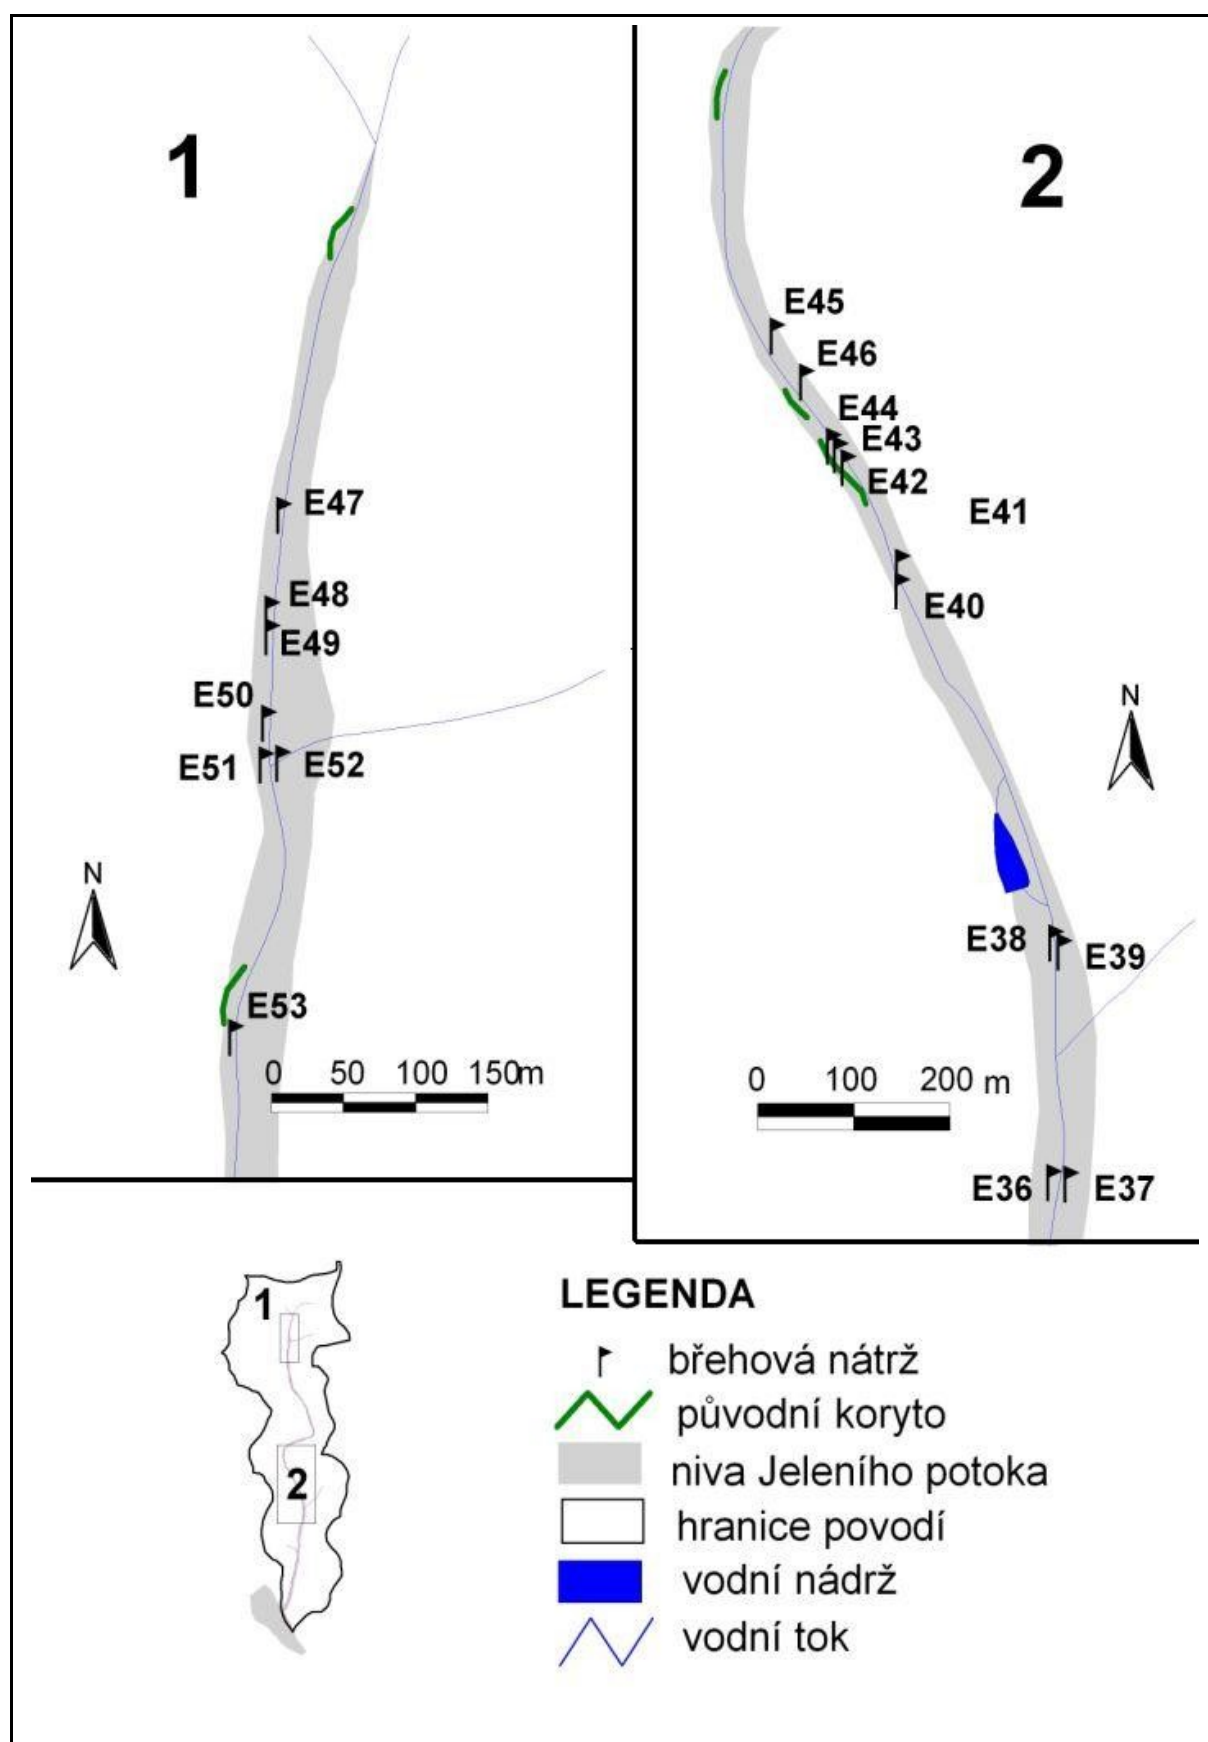 1
E47
E48
E49
E50
E51
E52
N
E53
0 50 100 150m
2
E45
E46
E44
E43
E42
E41
E40
N
E38
E39
0 100 200 m
E36
E37
1
2
LEGENDA
břehová nátrž
původní koryto
niva Jeleního potoka
hranice povodí
vodní nádrž
vodní tok